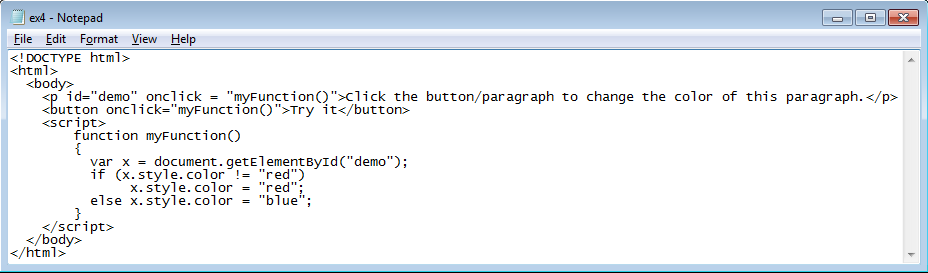 ex4 - Notepad
File Edit Format View Help
<!DOCTYPE html>
<html>
  <body>
    <p id="demo" onclick = "myFunction()">Click the button/paragraph to change the color of this paragraph.</p>
    <button onclick="myFunction()">Try it</button>
    <script>
        function myFunction()
        {
          var x = document.getElementById("demo");
          if (x.style.color != "red")
               x.style.color = "red";
          else x.style.color = "blue";
        }
    </script>
  </body>
</html>